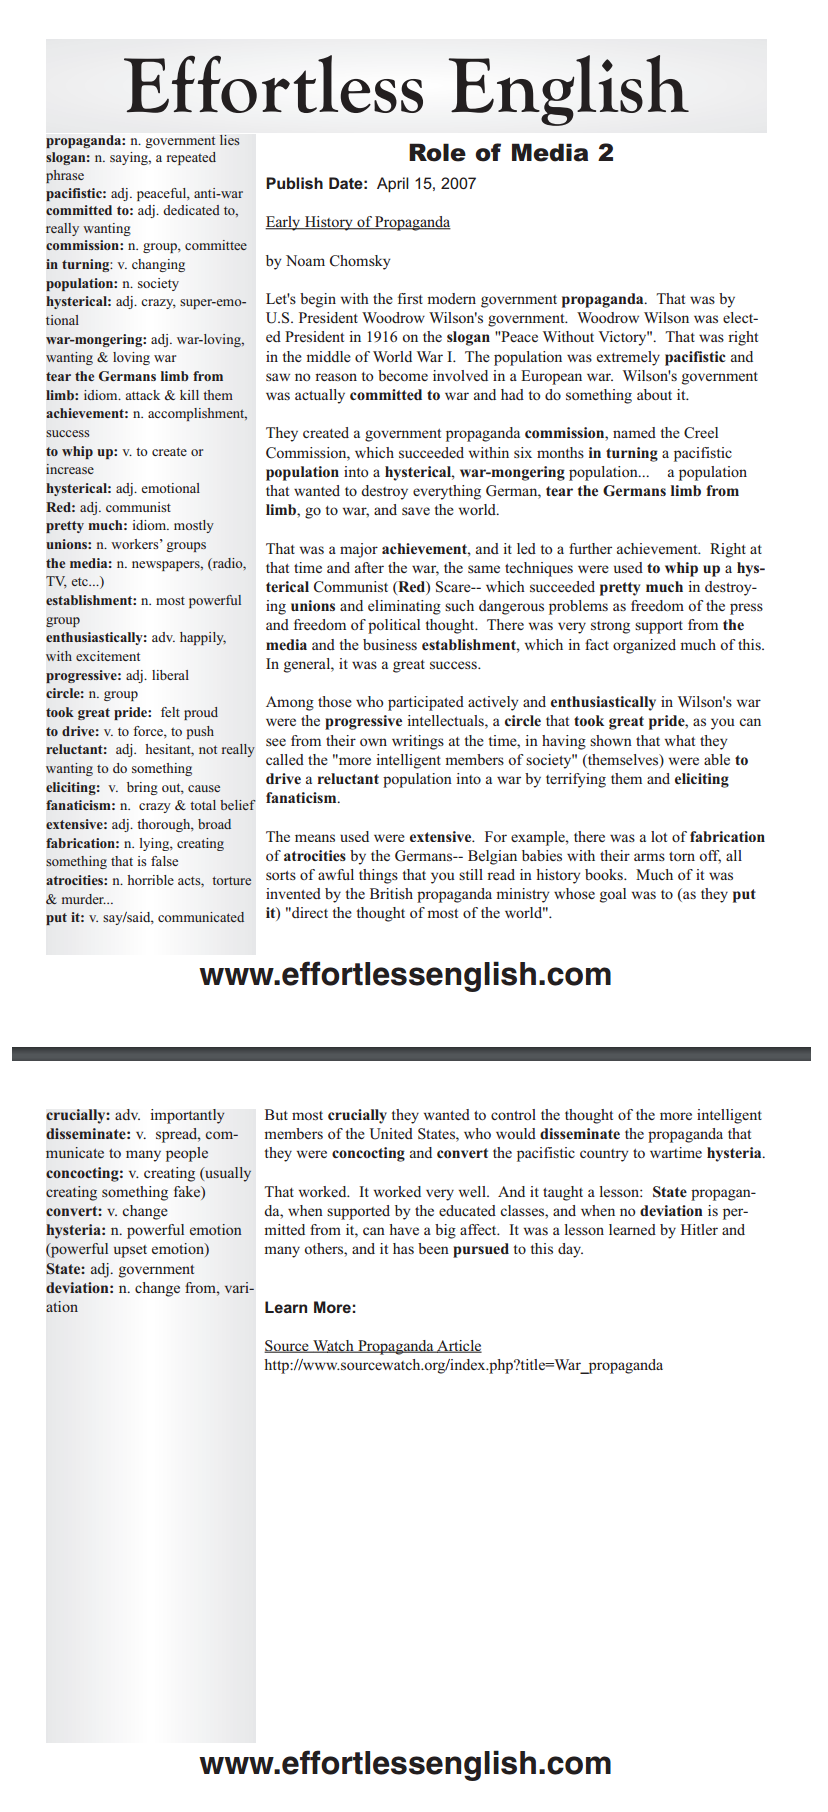 Effortless English
propaganda: n. government lies
slogan: n. saying, a repeated
phrase
pacifistic: adj. peaceful, anti-war
committed to: adj. dedicated to,
really wanting
commission: n. group, committee
in turning: v. changing
population: n. society
hysterical: adj. crazy, super-emo-
tional
war-mongering: adj. war-loving,
wanting & loving war
tear the Germans limb from
limb: idiom. attack & kill them
achievement: n. accomplishment,
success
to whip up: v. to create or
increase
hysterical: adj. emotional
Red: adj. communist
pretty much: idiom. mostly
unions: n. workers' groups
the media: n. newspapers, (radio,
TV, etc...)
establishment: n. most powerful
group
enthusiastically: adv. happily,
with excitement
progressive: adj. liberal
circle: n. group
took great pride: felt proud
to drive: v. to force, to push
reluctant: adj. hesitant, not really
wanting to do something
eliciting: v. bring out, cause
fanaticism: n. crazy & total belief
extensive: adj. thorough, broad
fabrication: n. lying, creating
something that is false
atrocities: n. horrible acts, torture
& murder...
put it: v. say/said, communicated
Role of Media 2
Publish Date: April 15, 2007
Early History of Propaganda
by Noam Chomsky
Let's begin with the first modern government propaganda. That was by
U.S. President Woodrow Wilson's government. Woodrow Wilson was elect-
ed President in 1916 on the slogan "Peace Without Victory". That was right
in the middle of World War I. The population was extremely pacifistic and
saw no reason to become involved in a European war. Wilson's government
was actually committed to war and had to do something about it.
They created a government propaganda commission, named the Creel
Commission, which succeeded within six months in turning a pacifistic
population into a hysterical, war-mongering population... a population
that wanted to destroy everything German, tear the Germans limb from
limb, go to war, and save the world.
That was a major achievement, and it led to a further achievement. Right at
that time and after the war, the same techniques were used to whip up a hys-
terical Communist (Red) Scare-- which succeeded pretty much in destroy-
ing unions and eliminating such dangerous problems as freedom of the press
and freedom of political thought. There was very strong support from the
media and the business establishment, which in fact organized much of this.
In general, it was a great success.
Among those who participated actively and enthusiastically in Wilson's war
were the progressive intellectuals, a circle that took great pride, as you can
see from their own writings at the time, in having shown that what they
called the "more intelligent members of society" (themselves) were able to
drive a reluctant population into a war by terrifying them and eliciting
fanaticism.
The means used were extensive. For example, there was a lot of fabrication
of atrocities by the Germans-- Belgian babies with their arms torn off, all
sorts of awful things that you still read in history books. Much of it was
invented by the British propaganda ministry whose goal was to (as they put
it) "direct the thought of most of the world".
www.effortlessenglish.com
crucially: adv. importantly
disseminate: v. spread, com-
municate to many people
concocting: v. creating (usually
creating something fake)
convert: v. change
hysteria: n. powerful emotion
(powerful upset emotion)
State: adj. government
deviation: n. change from, vari-
ation
But most crucially they wanted to control the thought of the more intelligent
members of the United States, who would disseminate the propaganda that
they were concocting and convert the pacifistic country to wartime hysteria.
That worked. It worked very well. And it taught a lesson: State propagan-
da, when supported by the educated classes, and when no deviation is per-
mitted from it, can have a big affect. It was a lesson learned by Hitler and
many others, and it has been pursued to this day.
Learn More:
Source Watch Propaganda Article
http://www.sourcewatch.org/index.php?title=War_propaganda
www.effortlessenglish.com